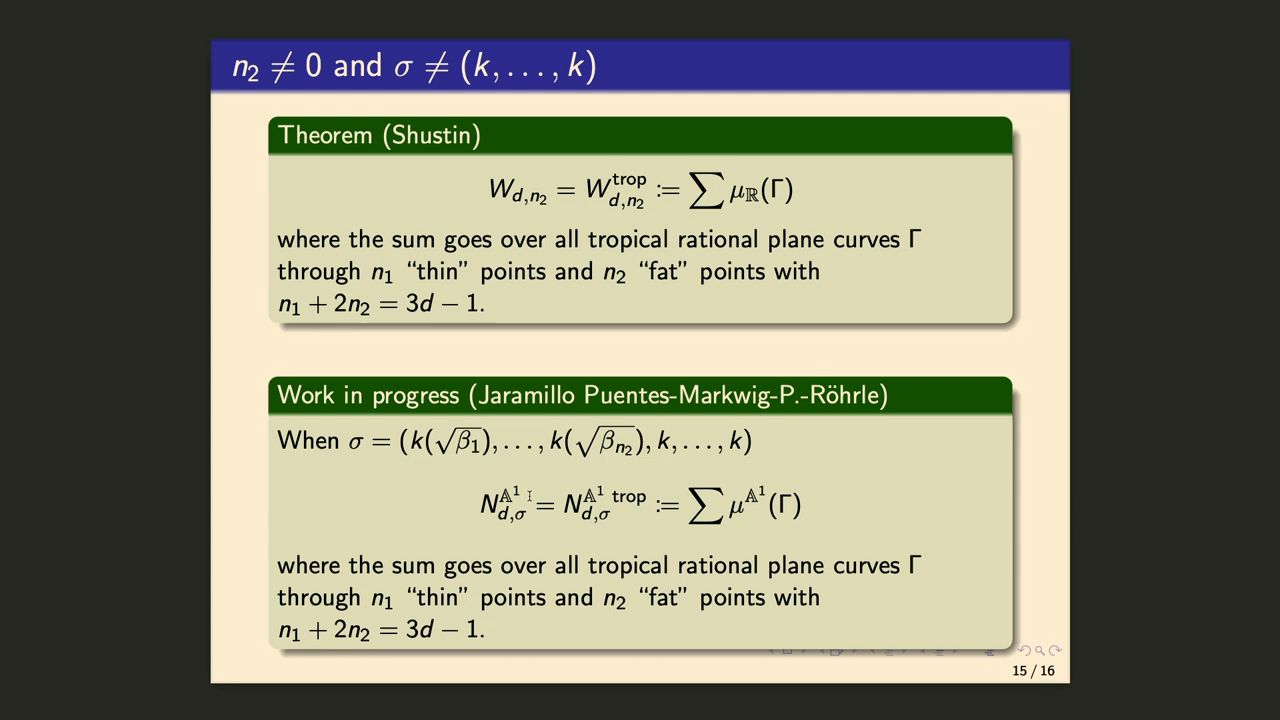 n₂ ≠ 0 and σ ≠ (k, . . . , k)
Theorem (Shustin)
W_{d,n₂} = W^{trop}_{d,n₂} := ∑ μ_ℝ(Γ)
where the sum goes over all tropical rational plane curves Γ
through n₁ “thin” points and n₂ “fat” points with
n₁ + 2n₂ = 3d − 1.
Work in progress (Jaramillo Puentes-Markwig-P.-Röhrle)
When σ = (k(√β₁), . . . , k(√β_{n₂}), k, . . . , k)
N^{𝔸¹}_{d,σ} = N^{𝔸¹ trop}_{d,σ} := ∑ μ^{𝔸¹}(Γ)
where the sum goes over all tropical rational plane curves Γ
through n₁ “thin” points and n₂ “fat” points with
n₁ + 2n₂ = 3d − 1.
15 / 16